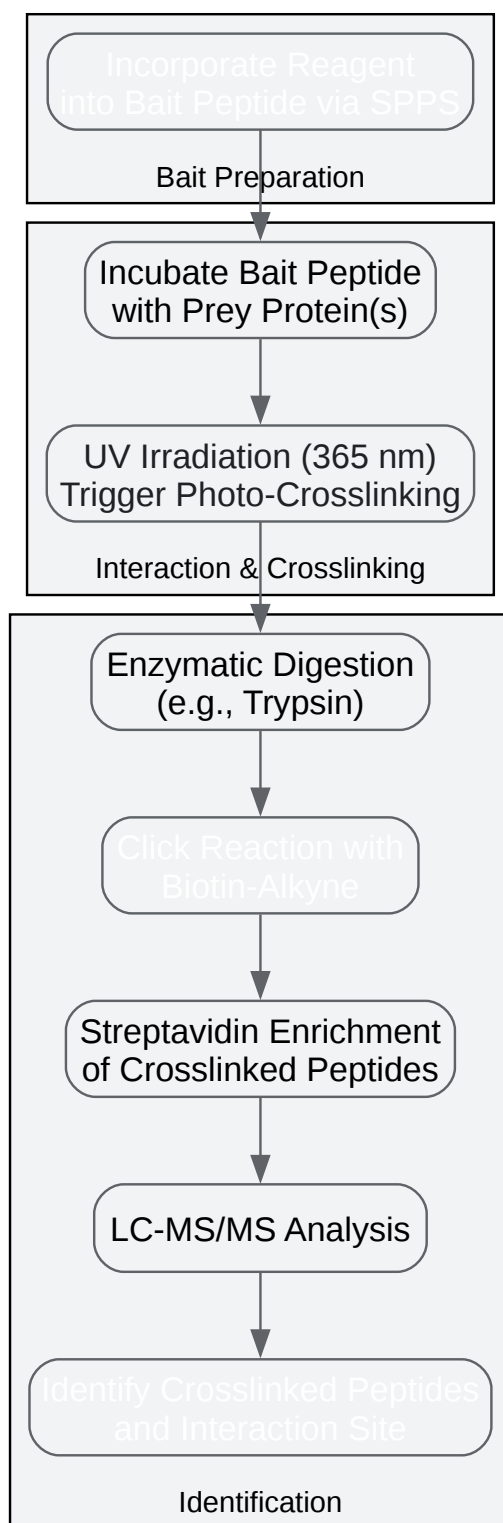 Incorporate Reagent
into Bait Peptide via SPPS
Bait Preparation
Incubate Bait Peptide
with Prey Protein(s)
UV Irradiation (365 nm)
Trigger Photo-Crosslinking
Interaction & Crosslinking
Enzymatic Digestion
(e.g., Trypsin)
Click Reaction with
Biotin-Alkyne
Streptavidin Enrichment
of Crosslinked Peptides
LC-MS/MS Analysis
Identify Crosslinked Peptides
and Interaction Site
Identification